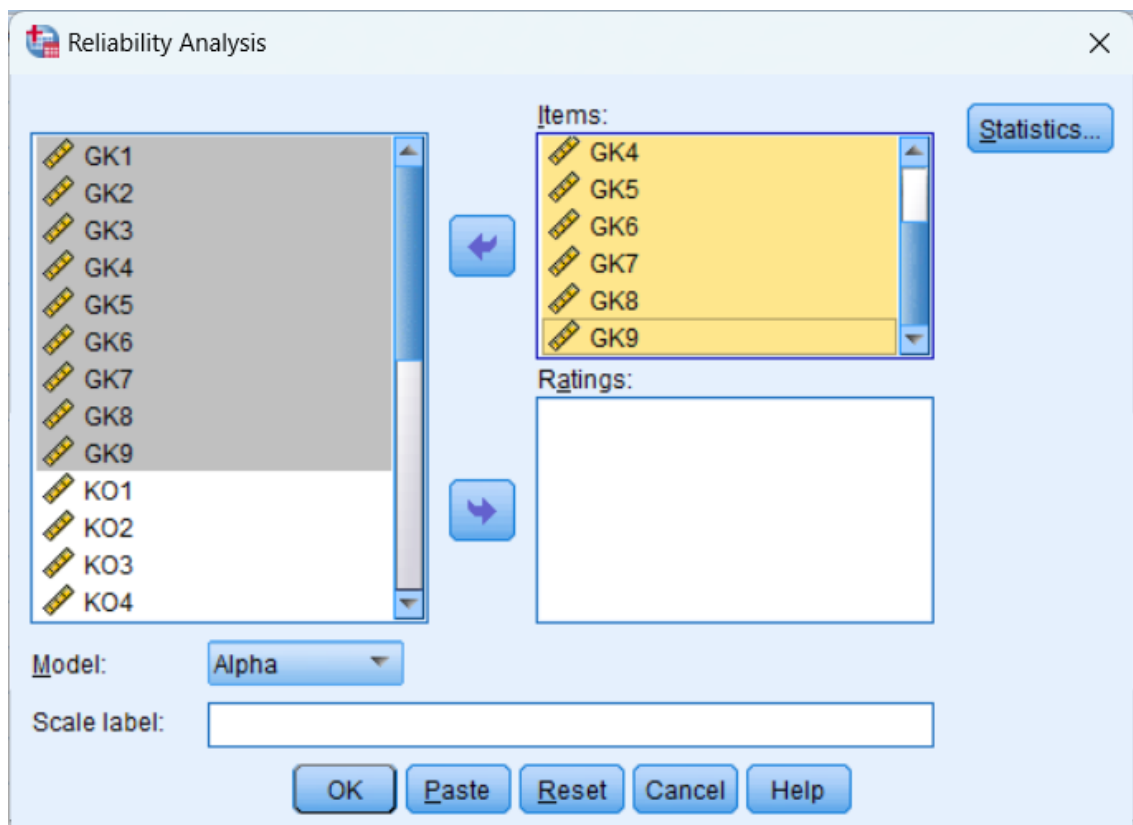 Reliability Analysis
GK1
GK2
GK3
GK4
GK5
GK6
GK7
GK8
GK9
KO1
KO2
KO3
KO4
Items:
GK4
GK5
GK6
GK7
GK8
GK9
Ratings:
Statistics...
Model:
Alpha
Scale label:
OK Paste Reset Cancel Help